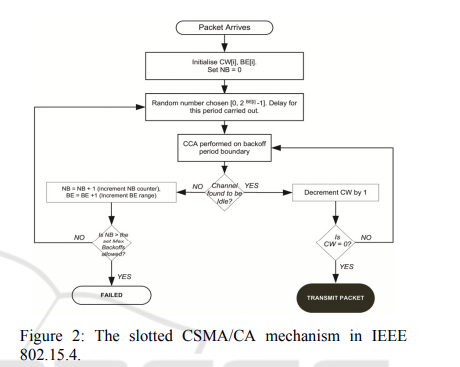 Packet Arrives
Initialise CW[i], BE[i].
Set NB = 0
Random number chosen [0, 2 BE[i] -1]. Delay for
this period carried out.
CCA performed on backoff
period boundary
NB = NB + 1 (Increment NB counter),
BE = BE +1 (Increment BE range)
NO
Channel
found to be
Idle?
YES
Decrement CW by 1
NO
Is NB > the
set Max
Backoffs
allowed?
Is
CW = 0?
NO
YES
YES
FAILED
TRANSMIT PACKET
Figure 2: The slotted CSMA/CA mechanism in IEEE
802.15.4.